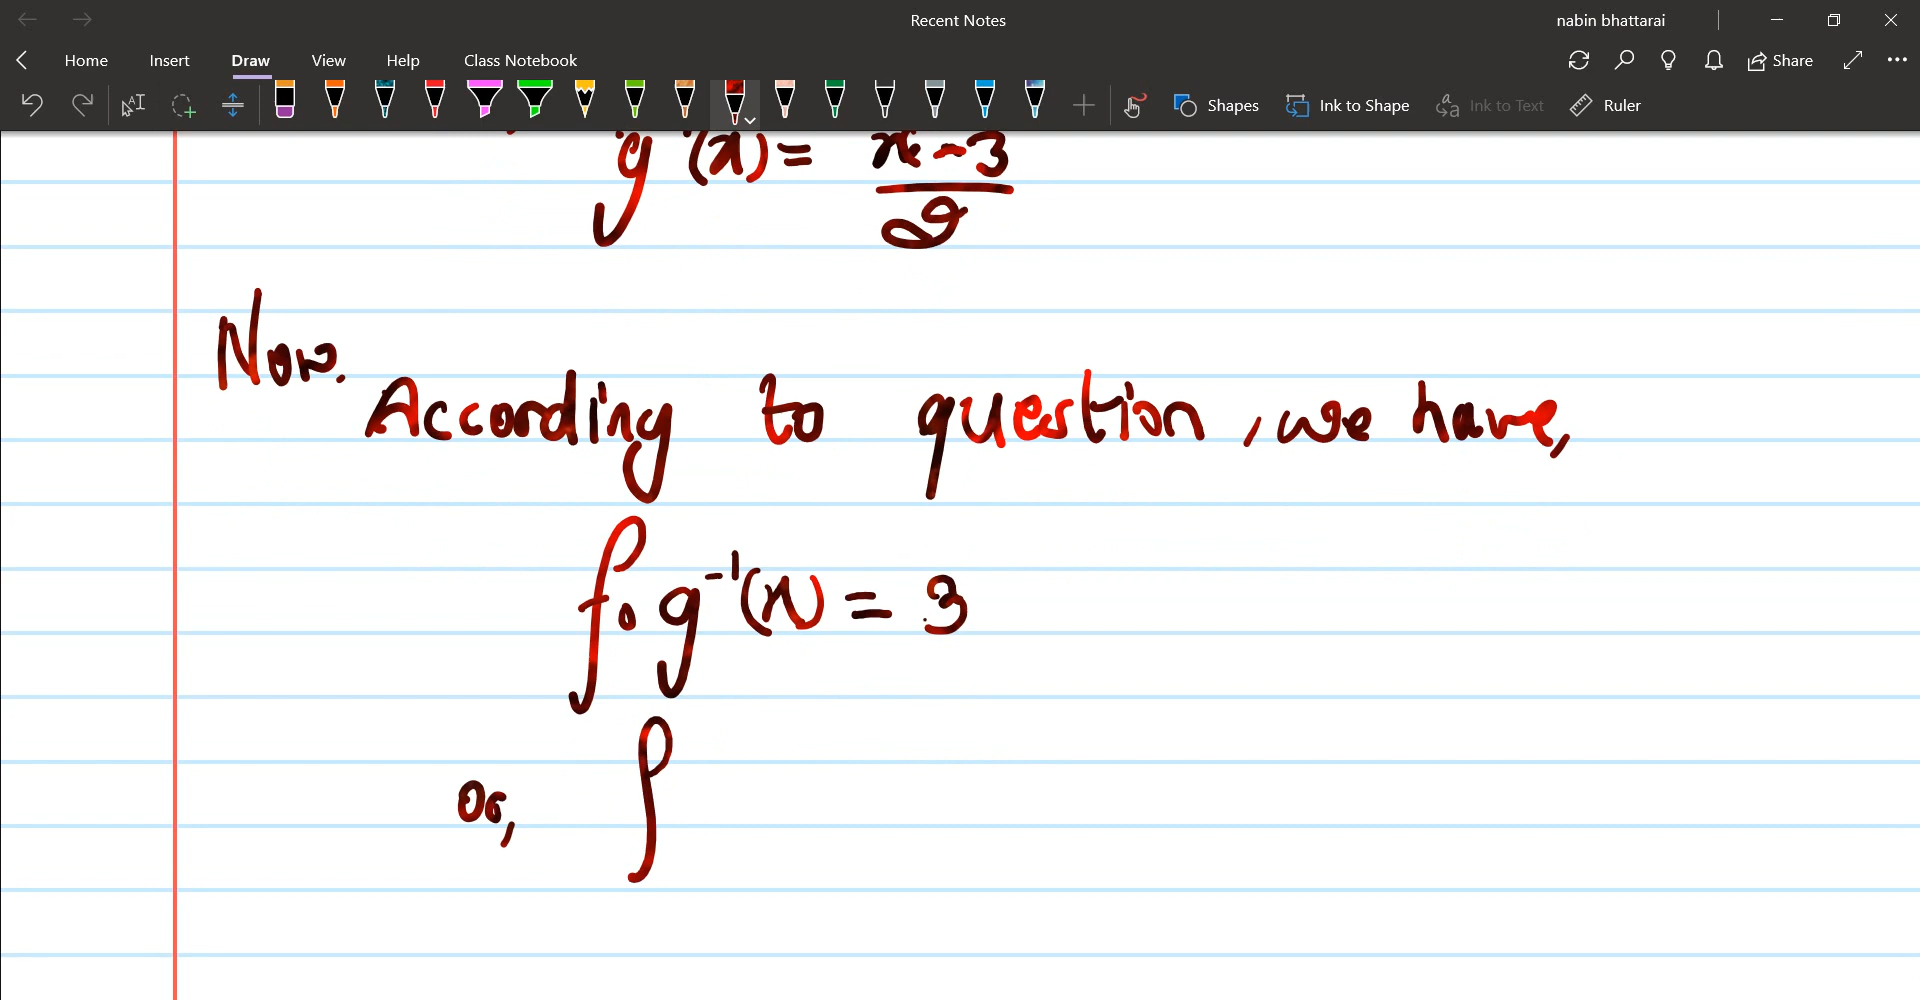 Recent Notes
nabin bhattarai
Home Insert Draw View Help Class Notebook
Share
Shapes Ink to Shape Ink to Text Ruler
g⁻¹(x) = x-3
2
Now.
According to question, we have,
fog⁻¹(x) = 3
or, f